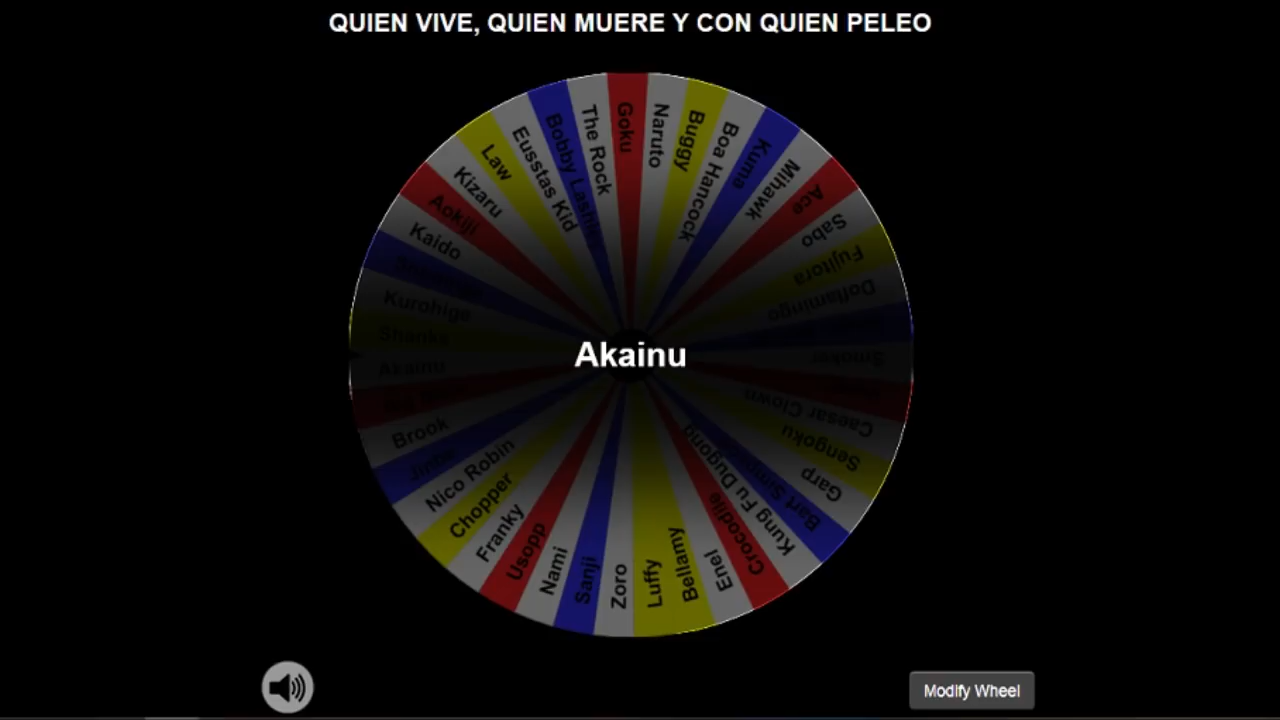 QUIEN VIVE, QUIEN MUERE Y CON QUIEN PELEO
Goku
Naruto
Buggy
Boa Hancock
Kuma
Mihawk
Ace
Sabo
Fujitora
Doflamingo
Smoker
Caesar Clown
Sengoku
Garp
Bart
Kung Fu Dugong
Crocodile
Enel
Bellamy
Luffy
Zoro
Sanji
Nami
Usopp
Franky
Chopper
Nico Robin
Jinbe
Brook
Akainu
Shanks
Kurohige
Kaido
Aokiji
Kizaru
Law
Eusstas Kid
Bobby Lashley
The Rock
Akainu
Modify Wheel